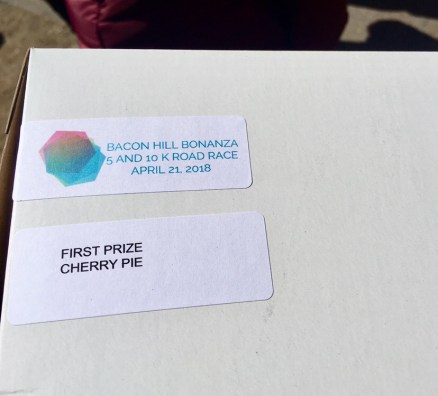 BACON HILL BONANZA
5 AND 10 K ROAD RACE
APRIL 21, 2018
FIRST PRIZE
CHERRY PIE